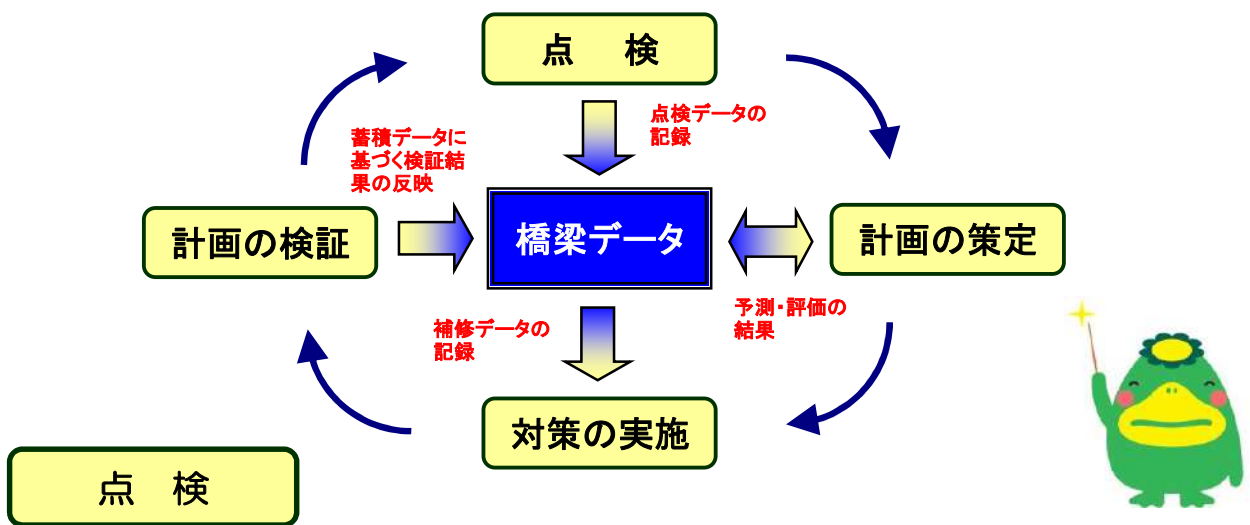 点　検
点検データの
記録
蓄積データに
基づく検証結
果の反映
計画の検証
橋梁データ
計画の策定
補修データの
記録
予測・評価の
結果
対策の実施
点　検